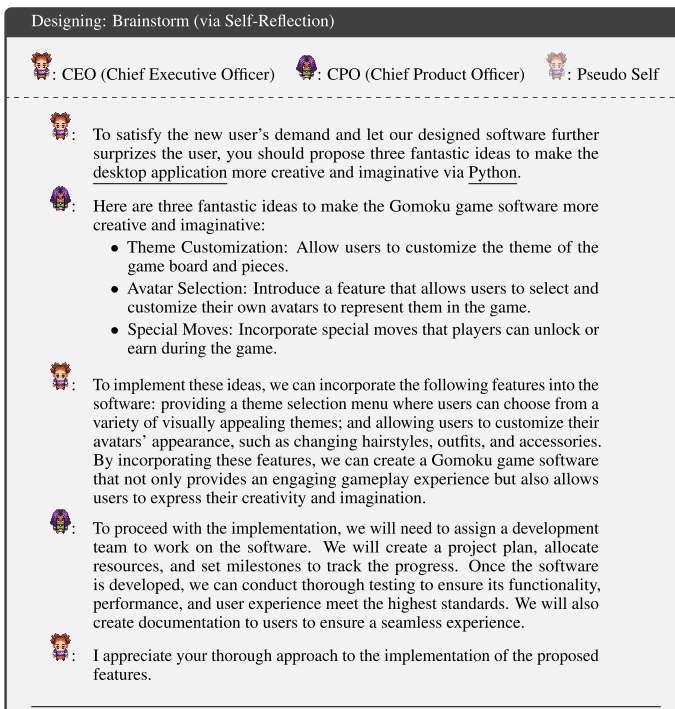 Designing: Brainstorm (via Self-Reflection)
: CEO (Chief Executive Officer) : CPO (Chief Product Officer) : Pseudo Self
: To satisfy the new user's demand and let our designed software further
surprizes the user, you should propose three fantastic ideas to make the
desktop application more creative and imaginative via Python.
: Here are three fantastic ideas to make the Gomoku game software more
creative and imaginative:
• Theme Customization: Allow users to customize the theme of the
game board and pieces.
• Avatar Selection: Introduce a feature that allows users to select and
customize their own avatars to represent them in the game.
• Special Moves: Incorporate special moves that players can unlock or
earn during the game.
: To implement these ideas, we can incorporate the following features into the
software: providing a theme selection menu where users can choose from a
variety of visually appealing themes; and allowing users to customize their
avatars' appearance, such as changing hairstyles, outfits, and accessories.
By incorporating these features, we can create a Gomoku game software
that not only provides an engaging gameplay experience but also allows
users to express their creativity and imagination.
: To proceed with the implementation, we will need to assign a development
team to work on the software. We will create a project plan, allocate
resources, and set milestones to track the progress. Once the software
is developed, we can conduct thorough testing to ensure its functionality,
performance, and user experience meet the highest standards. We will also
create documentation to users to ensure a seamless experience.
: I appreciate your thorough approach to the implementation of the proposed
features.